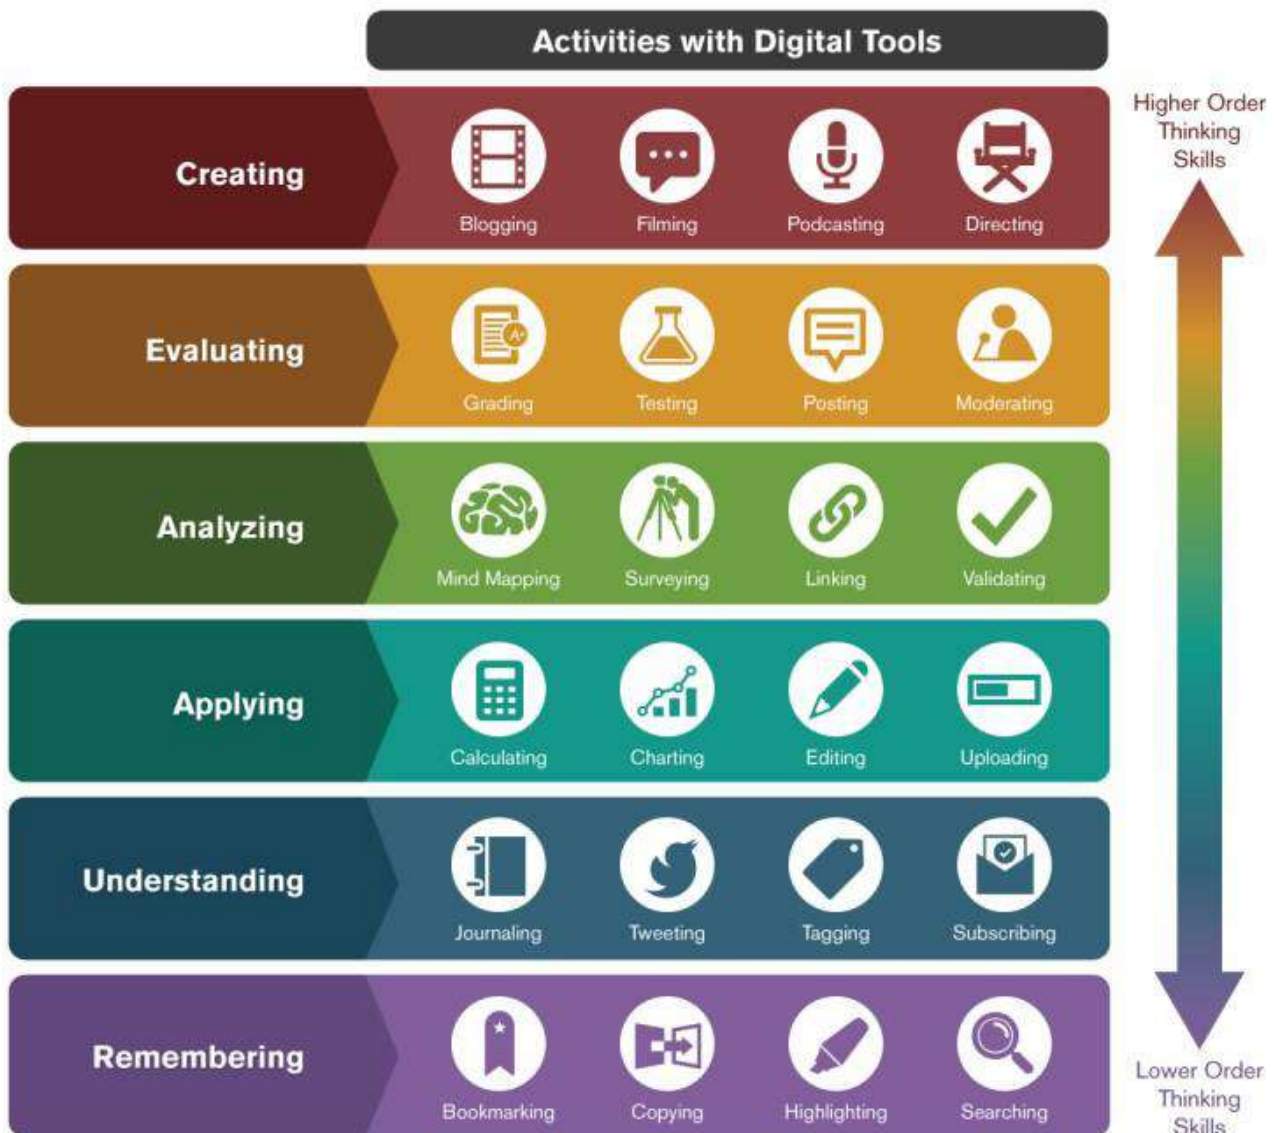 Activities with Digital Tools
Higher Order
Thinking
Skills
Creating
Blogging
Filming
Podcasting
Directing
Evaluating
A+
Grading
Testing
Posting
Moderating
Analyzing
Mind Mapping
Surveying
Linking
Validating
Applying
Calculating
Charting
Editing
Uploading
Understanding
Journaling
Tweeting
Tagging
Subscribing
Remembering
Bookmarking
Copying
Highlighting
Searching
Lower Order
Thinking
Skills